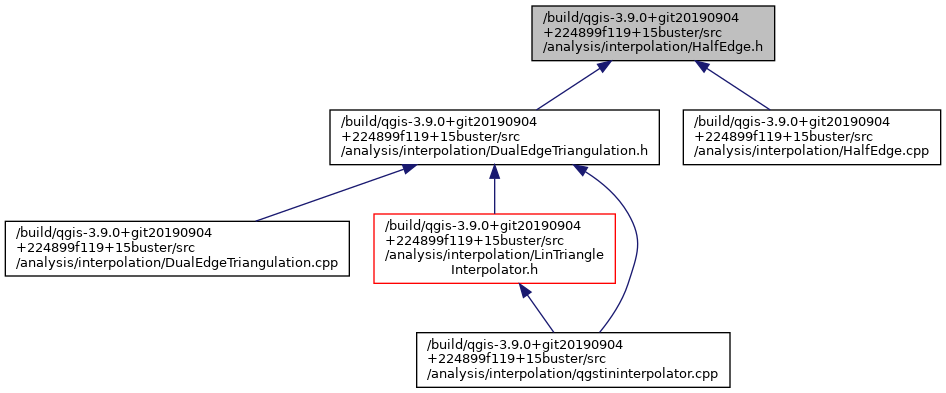 /build/qgis-3.9.0+git20190904
+224899f119+15buster/src
/analysis/interpolation/HalfEdge.h
/build/qgis-3.9.0+git20190904
+224899f119+15buster/src
/analysis/interpolation/DualEdgeTriangulation.h
/build/qgis-3.9.0+git20190904
+224899f119+15buster/src
/analysis/interpolation/HalfEdge.cpp
/build/qgis-3.9.0+git20190904
+224899f119+15buster/src
/analysis/interpolation/DualEdgeTriangulation.cpp
/build/qgis-3.9.0+git20190904
+224899f119+15buster/src
/analysis/interpolation/LinTriangle
Interpolator.h
/build/qgis-3.9.0+git20190904
+224899f119+15buster/src
/analysis/interpolation/qgstininterpolator.cpp